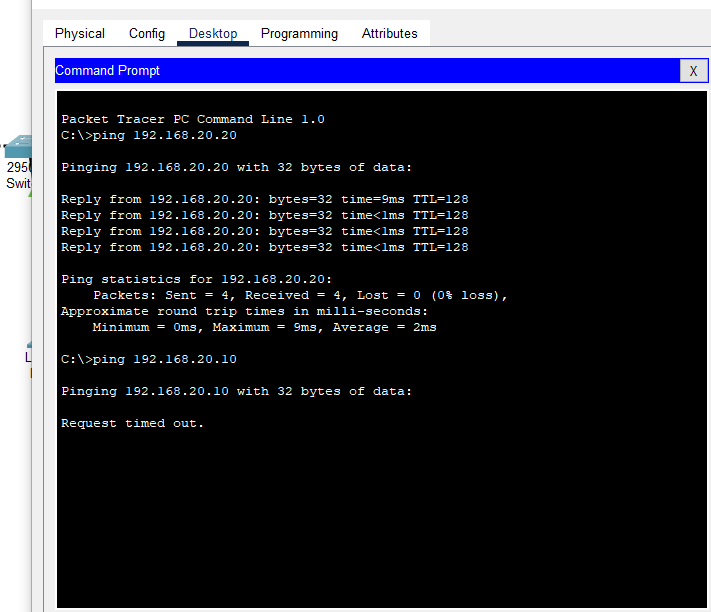 Physical Config Desktop Programming Attributes
Command Prompt X
Packet Tracer PC Command Line 1.0
C:\>ping 192.168.20.20
Pinging 192.168.20.20 with 32 bytes of data:
Reply from 192.168.20.20: bytes=32 time=9ms TTL=128
Reply from 192.168.20.20: bytes=32 time<1ms TTL=128
Reply from 192.168.20.20: bytes=32 time<1ms TTL=128
Reply from 192.168.20.20: bytes=32 time<1ms TTL=128
Ping statistics for 192.168.20.20:
Packets: Sent = 4, Received = 4, Lost = 0 (0% loss),
Approximate round trip times in milli-seconds:
Minimum = 0ms, Maximum = 9ms, Average = 2ms
C:\>ping 192.168.20.10
Pinging 192.168.20.10 with 32 bytes of data:
Request timed out.
295
Swit